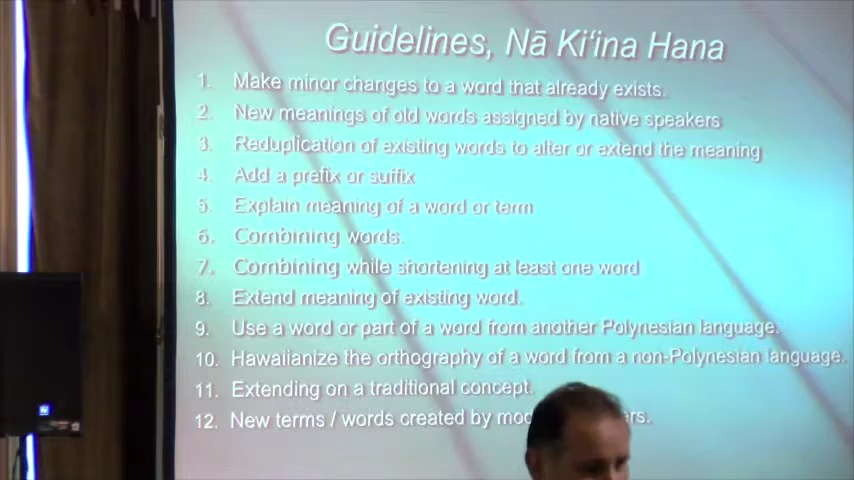 Guidelines, Nā Kiʻina Hana
1. Make minor changes to a word that already exists.
2. New meanings of old words assigned by native speakers
3. Reduplication of existing words to alter or extend the meaning
4. Add a prefix or suffix
5. Explain meaning of a word or term
6. Combining words.
7. Combining while shortening at least one word
8. Extend meaning of existing word.
9. Use a word or part of a word from another Polynesian language.
10. Hawaiianize the orthography of a word from a non-Polynesian language.
11. Extending on a traditional concept.
12. New terms / words created by